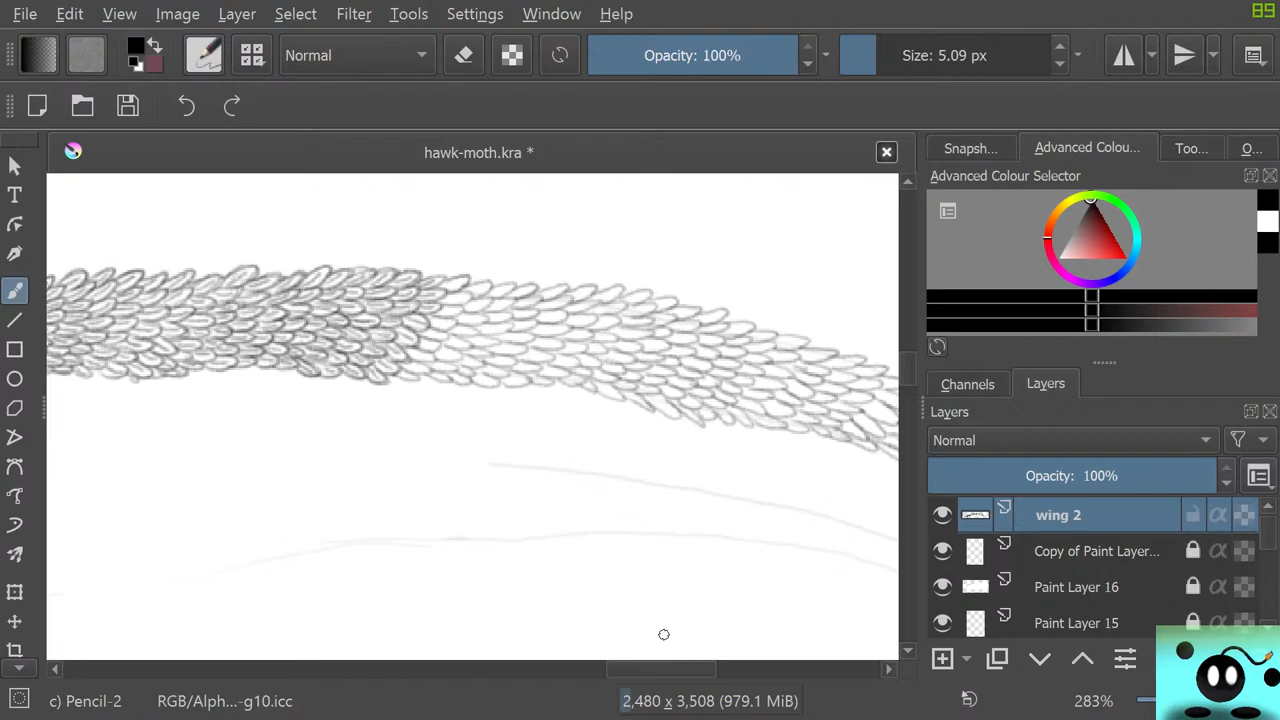 File Edit View Image Layer Select Filter Tools Settings Window Help 89
Normal Opacity: 100% Size: 5.09 px
hawk-moth.kra *
Snapsh... Advanced Colou... Too... O...
Advanced Colour Selector
Channels Layers
Layers
Normal
Opacity: 100%
wing 2
Copy of Paint Layer...
Paint Layer 16
Paint Layer 15
c) Pencil-2 RGB/Alph...-g10.icc 2,480 x 3,508 (979.1 MiB) 283%